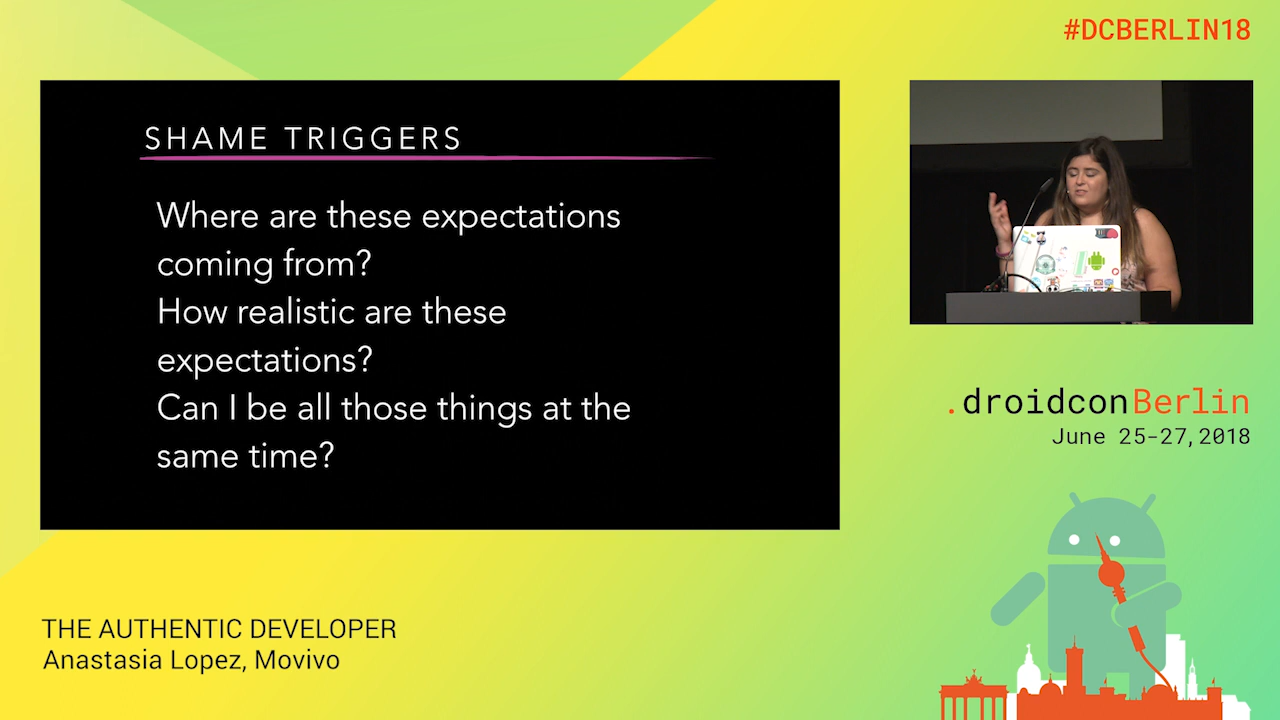 #DCBERLIN18
SHAME TRIGGERS
Where are these expectations
coming from?
How realistic are these
expectations?
Can I be all those things at the
same time?
.droidconBerlin
June 25-27, 2018
THE AUTHENTIC DEVELOPER
Anastasia Lopez, Movivo